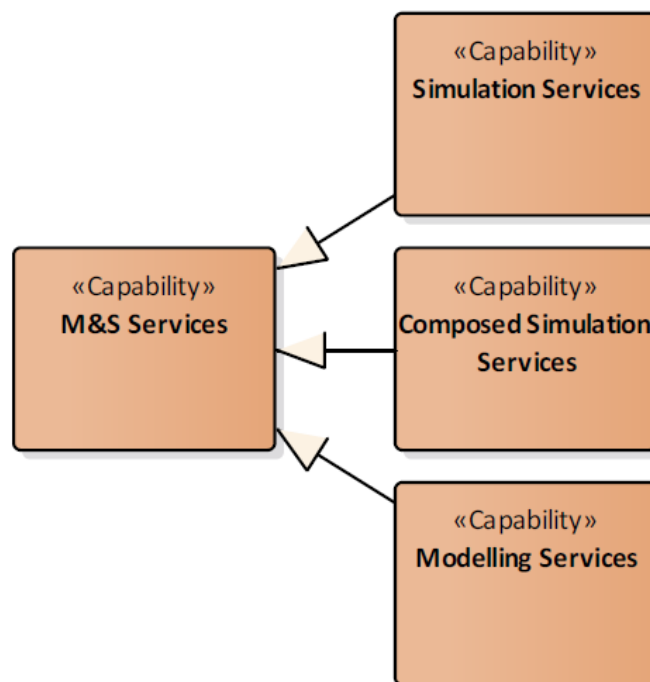 «Capability»
Simulation Services
«Capability»
M&S Services
«Capability»
Composed Simulation
Services
«Capability»
Modelling Services